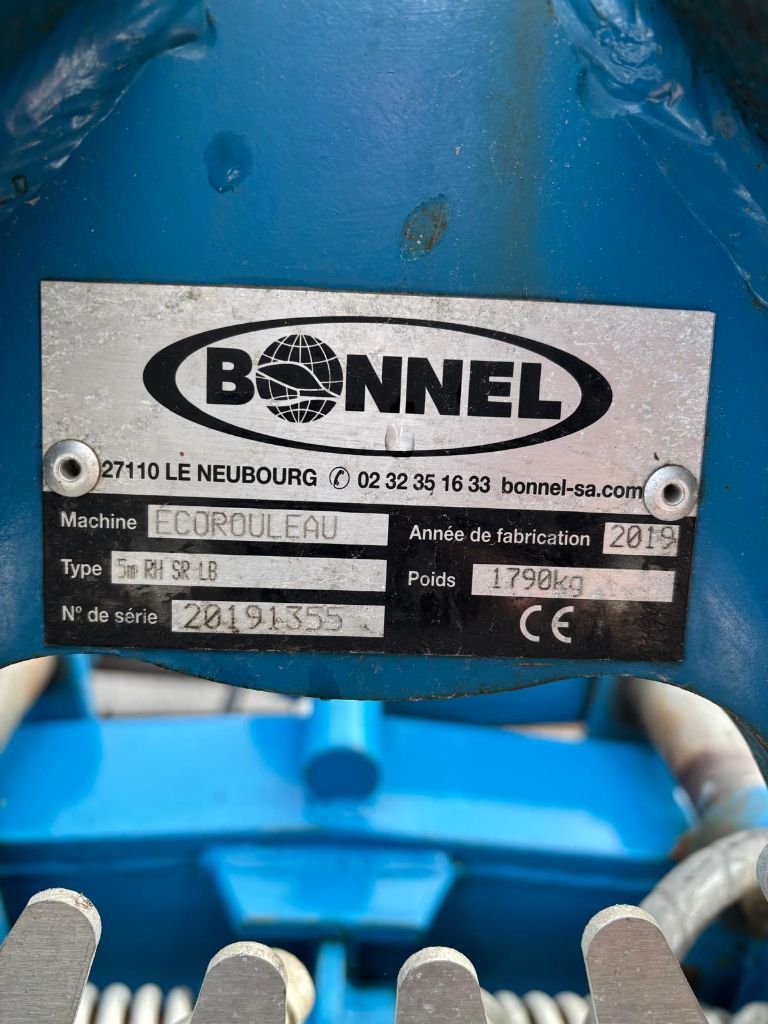 BONNEL
27110 LE NEUBOURG ✆ 02 32 35 16 33 bonnel-sa.com
Machine ECOROULEAU
Année de fabrication 2019
Type 5m RH SR LB
Poids 1790kg
N° de série 20191355
CE